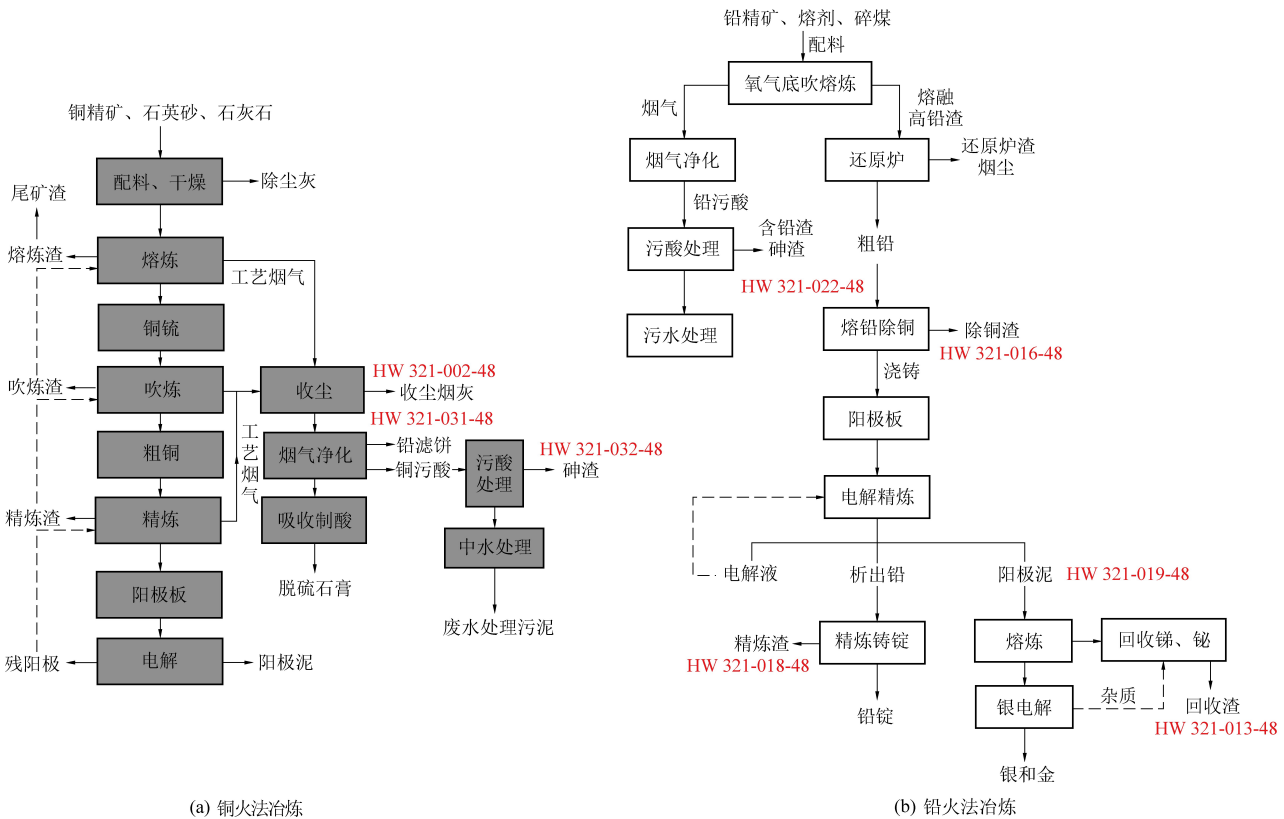 铜精矿、石英砂、石灰石
配料、干燥
除尘灰
尾矿渣
熔炼渣
熔炼
工艺烟气
铜锍
吹炼渣
吹炼
收尘
HW 321-002-48
收尘烟灰
HW 321-031-48
粗铜
工艺烟气
烟气净化
铅滤饼
铜污酸
污酸
处理
HW 321-032-48
砷渣
精炼渣
精炼
吸收制酸
中水处理
脱硫石膏
废水处理污泥
阳极板
残阳极
电解
阳极泥
(a) 铜火法冶炼
铅精矿、熔剂、碎煤
配料
氧气底吹熔炼
烟气
熔融
高铅渣
烟气净化
还原炉
还原炉渣
烟尘
铅污酸
污酸处理
含铅渣
砷渣
粗铅
HW 321-022-48
污水处理
熔铅除铜
除铜渣
HW 321-016-48
浇铸
阳极板
电解精炼
电解液
析出铅
阳极泥
HW 321-019-48
精炼渣
HW 321-018-48
精炼铸锭
熔炼
回收锑、铋
铅锭
银电解
杂质
回收渣
HW 321-013-48
银和金
(b) 铅火法冶炼